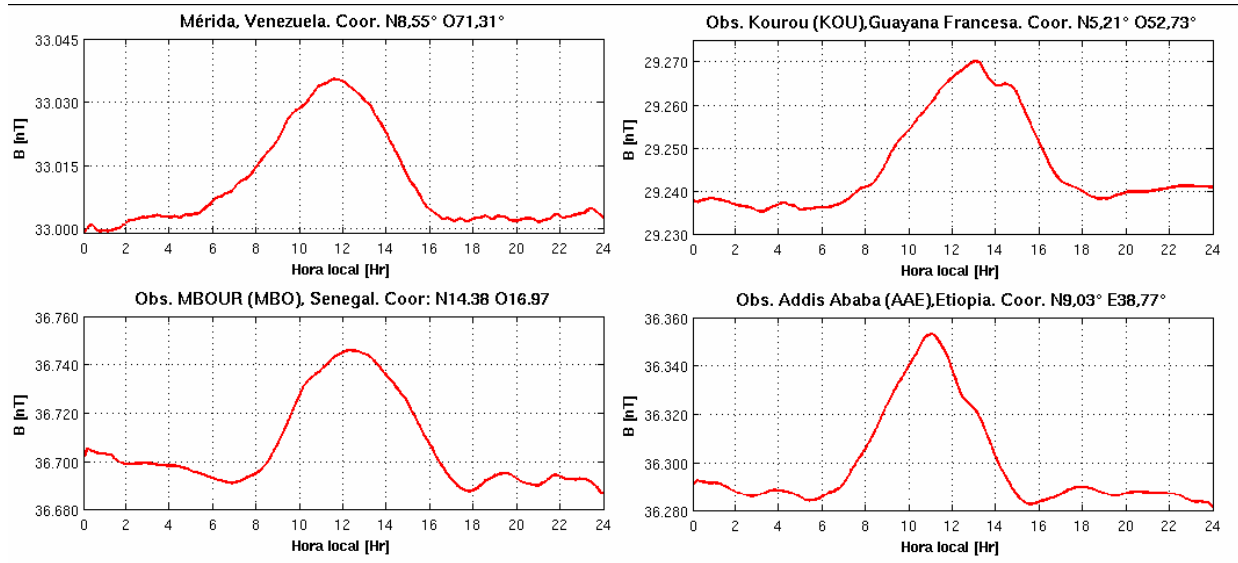 Mérida, Venezuela. Coor. N8,55° O71,31°
33.045
33.030
33.015
33.000
B [nT]
0 2 4 6 8 10 12 14 16 18 20 22 24
Hora local [Hr]
Obs. Kourou (KOU),Guayana Francesa. Coor. N5,21° O52,73°
29.270
29.260
29.250
29.240
29.230
B [nT]
0 2 4 6 8 10 12 14 16 18 20 22 24
Hora local [Hr]
Obs. MBOUR (MBO), Senegal. Coor: N14.38 O16.97
36.760
36.740
36.720
36.700
36.680
B [nT]
0 2 4 6 8 10 12 14 16 18 20 22 24
Hora local [Hr]
Obs. Addis Ababa (AAE),Etiopia. Coor. N9,03° E38,77°
36.360
36.340
36.320
36.300
36.280
B [nT]
0 2 4 6 8 10 12 14 16 18 20 22 24
Hora local [Hr]